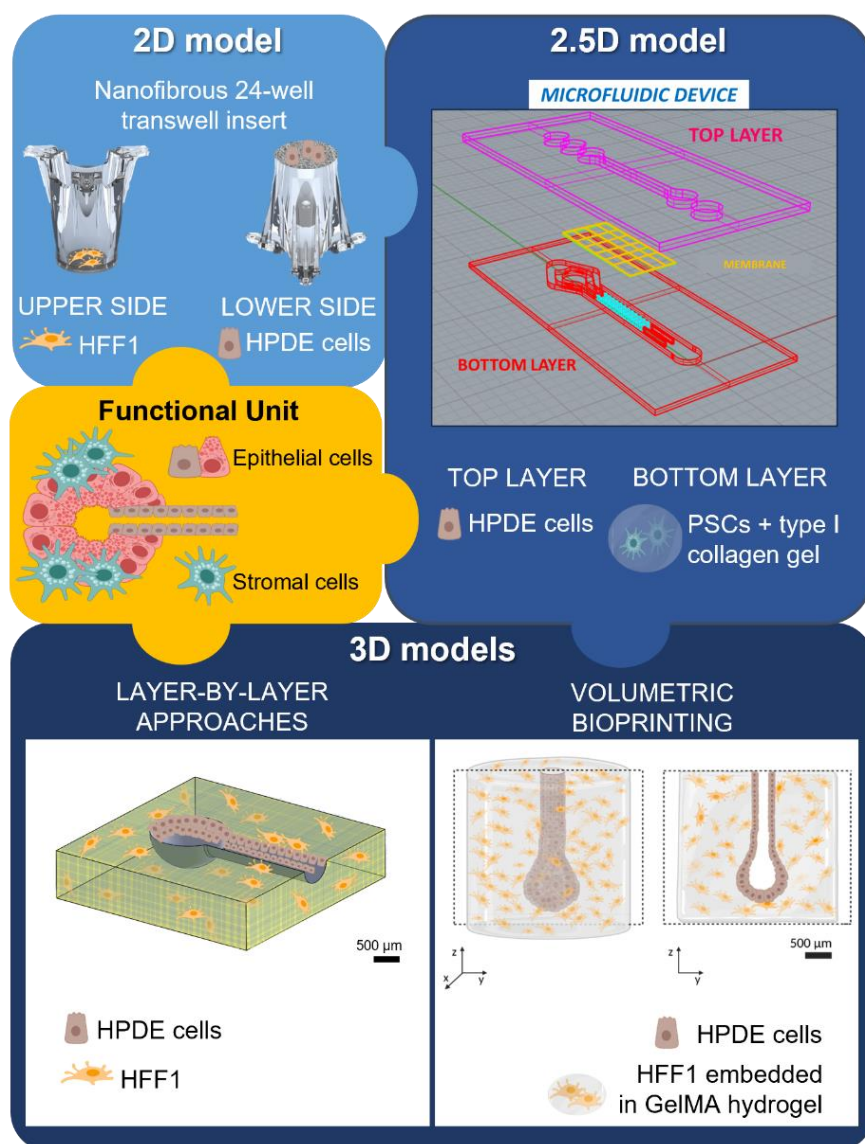 2D model
Nanofibrous 24-well
transwell insert
UPPER SIDE
HFF1
LOWER SIDE
HPDE cells
2.5D model
MICROFLUIDIC DEVICE
TOP LAYER
MEMBRANE
BOTTOM LAYER
TOP LAYER
HPDE cells
BOTTOM LAYER
PSCs + type I
collagen gel
Functional Unit
Epithelial cells
Stromal cells
3D models
LAYER-BY-LAYER
APPROACHES
500 µm
HPDE cells
HFF1
VOLUMETRIC
BIOPRINTING
z
x
y
z
y
500 µm
HPDE cells
HFF1 embedded
in GelMA hydrogel